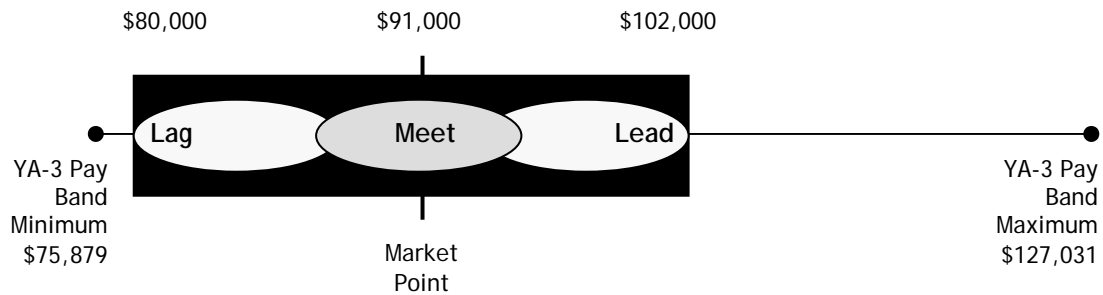 $80,000 $91,000 $102,000
Lag Meet Lead
YA-3 Pay
Band
Minimum
$75,879
Market
Point
YA-3 Pay
Band
Maximum
$127,031